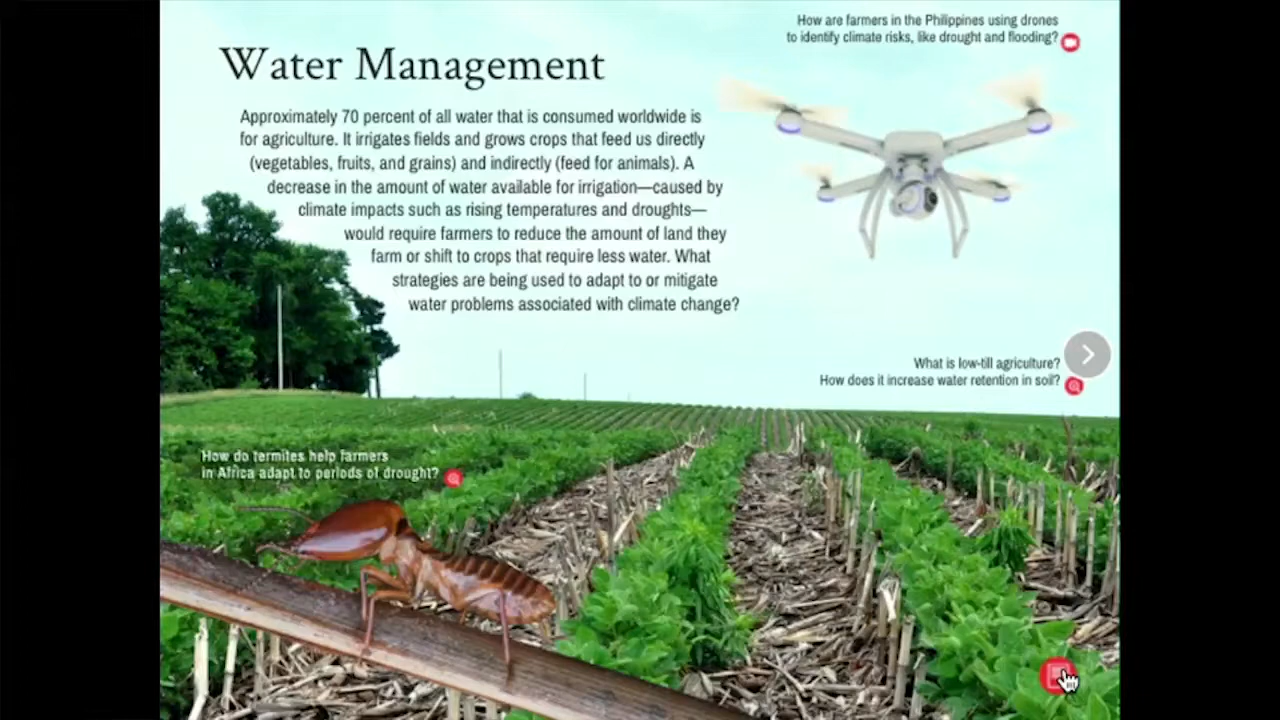 How are farmers in the Philippines using drones
to identify climate risks, like drought and flooding?
Water Management
Approximately 70 percent of all water that is consumed worldwide is
for agriculture. It irrigates fields and grows crops that feed us directly
(vegetables, fruits, and grains) and indirectly (feed for animals). A
decrease in the amount of water available for irrigation—caused by
climate impacts such as rising temperatures and droughts—
would require farmers to reduce the amount of land they
farm or shift to crops that require less water. What
strategies are being used to adapt to or mitigate
water problems associated with climate change?
What is low-till agriculture?
How does it increase water retention in soil?
How do termites help farmers
in Africa adapt to periods of drought?